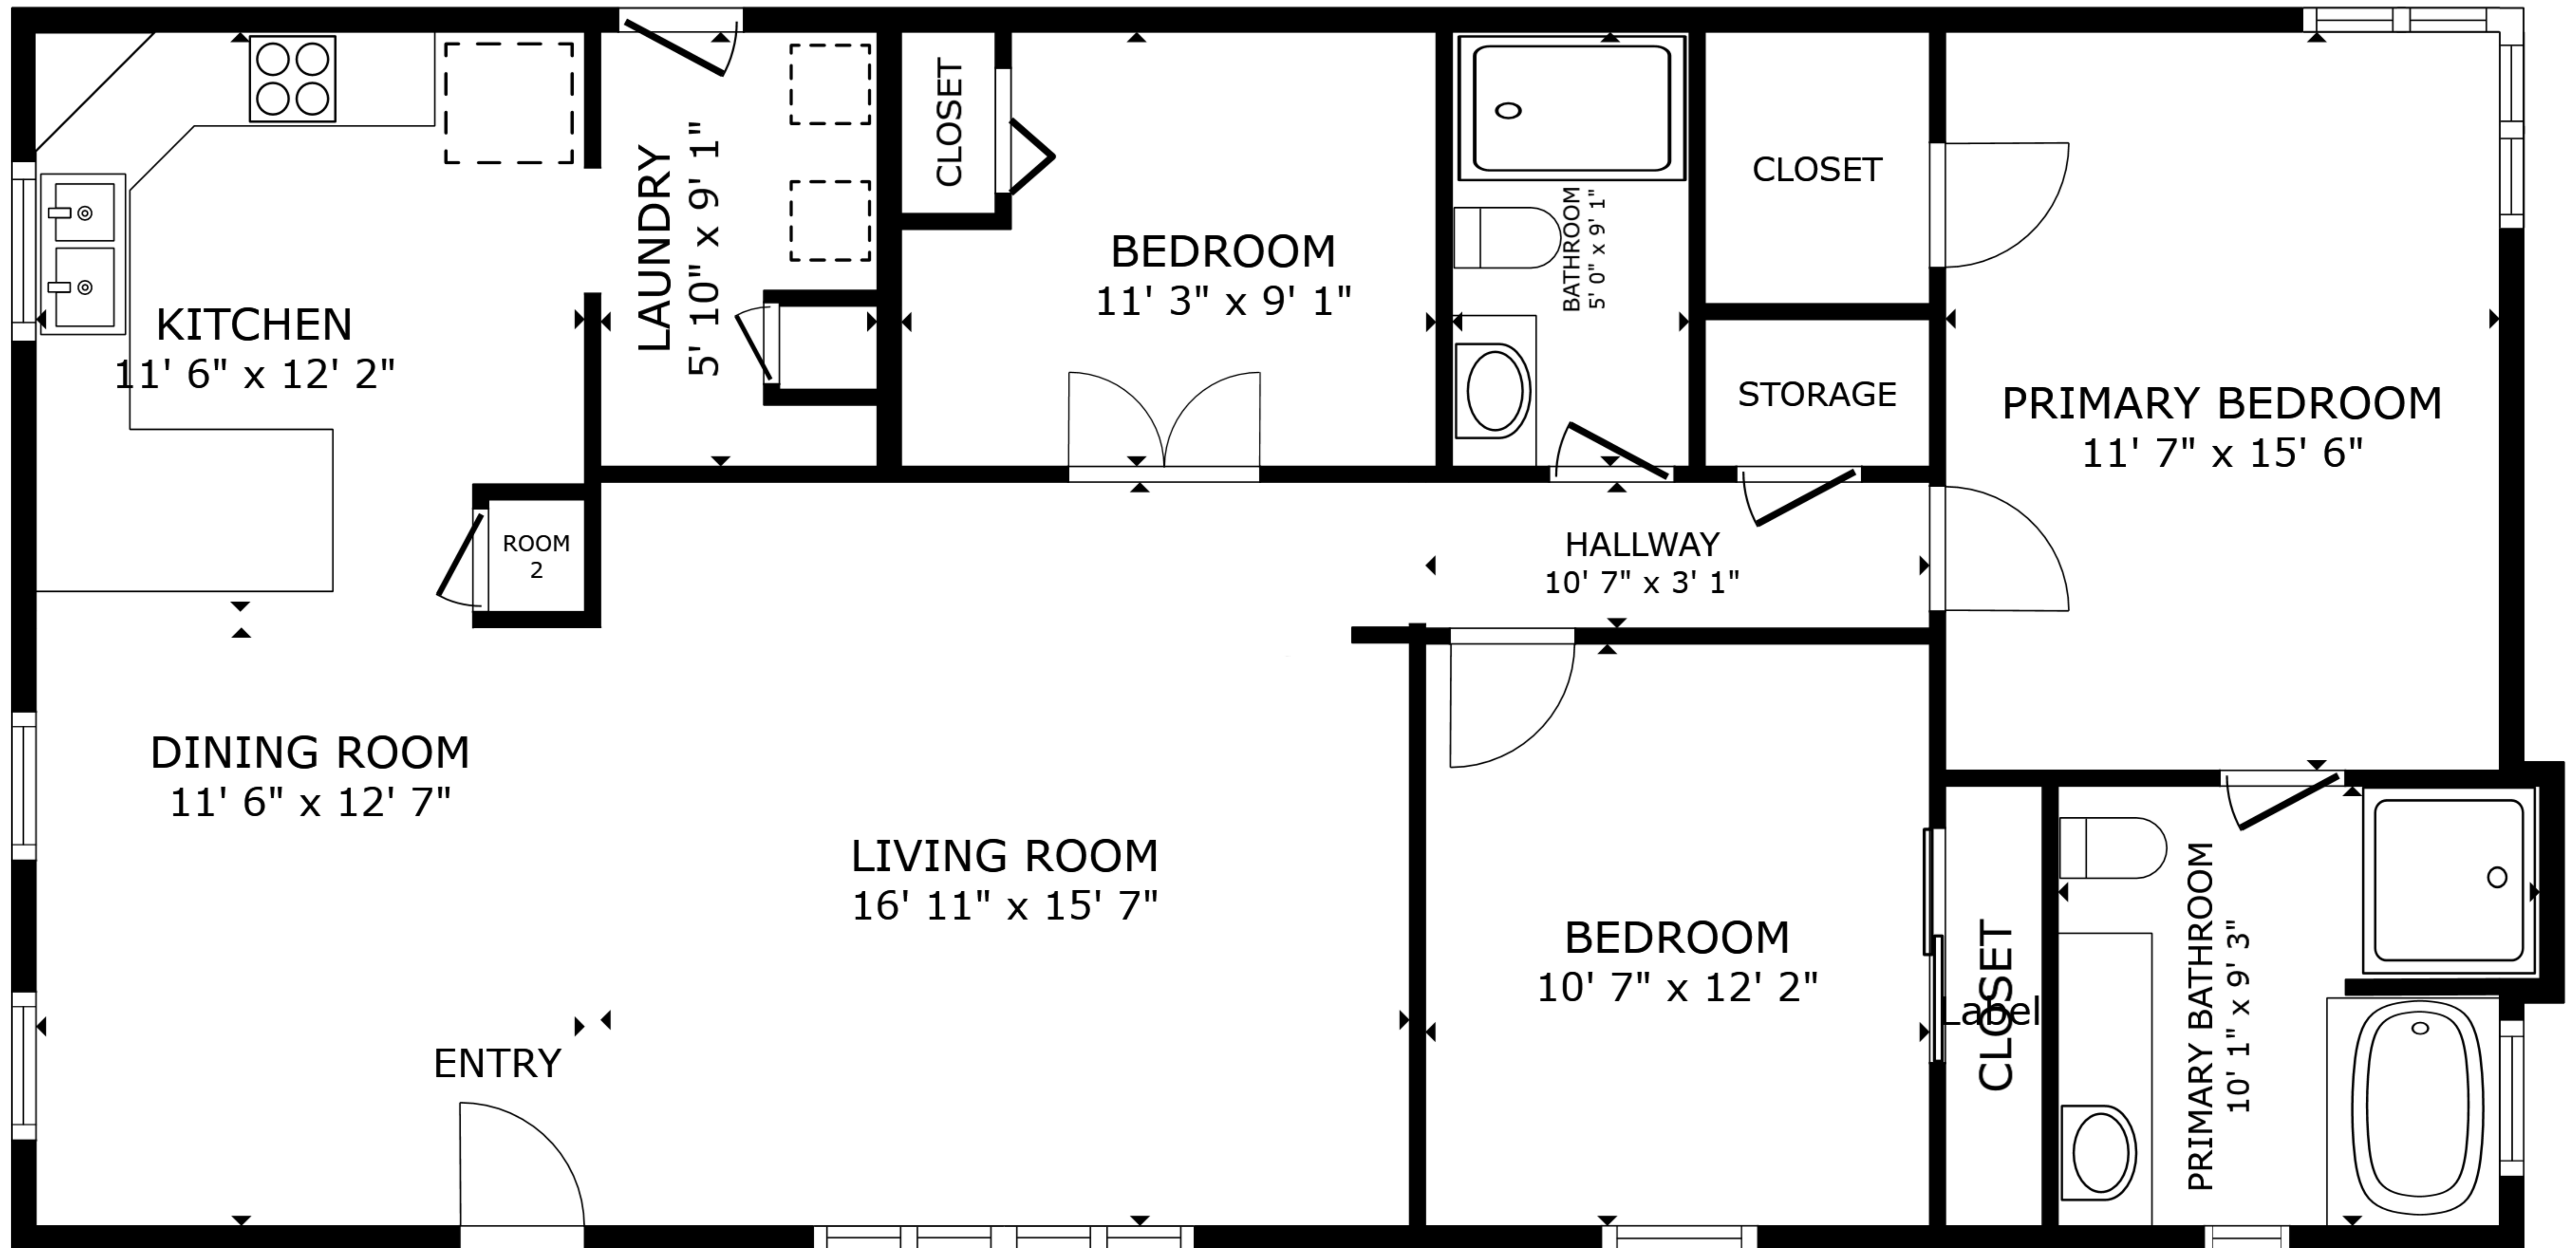 KITCHEN
11' 6" x 12' 2"
LAUNDRY
5' 10" x 9' 1"
CLOSET
BEDROOM
11' 3" x 9' 1"
BATHROOM
5' 0" x 9' 1"
CLOSET
STORAGE
PRIMARY BEDROOM
11' 7" x 15' 6"
ROOM
2
HALLWAY
10' 7" x 3' 1"
DINING ROOM
11' 6" x 12' 7"
LIVING ROOM
16' 11" x 15' 7"
ENTRY
BEDROOM
10' 7" x 12' 2"
CLOSET
Label
PRIMARY BATHROOM
10' 1" x 9' 3"